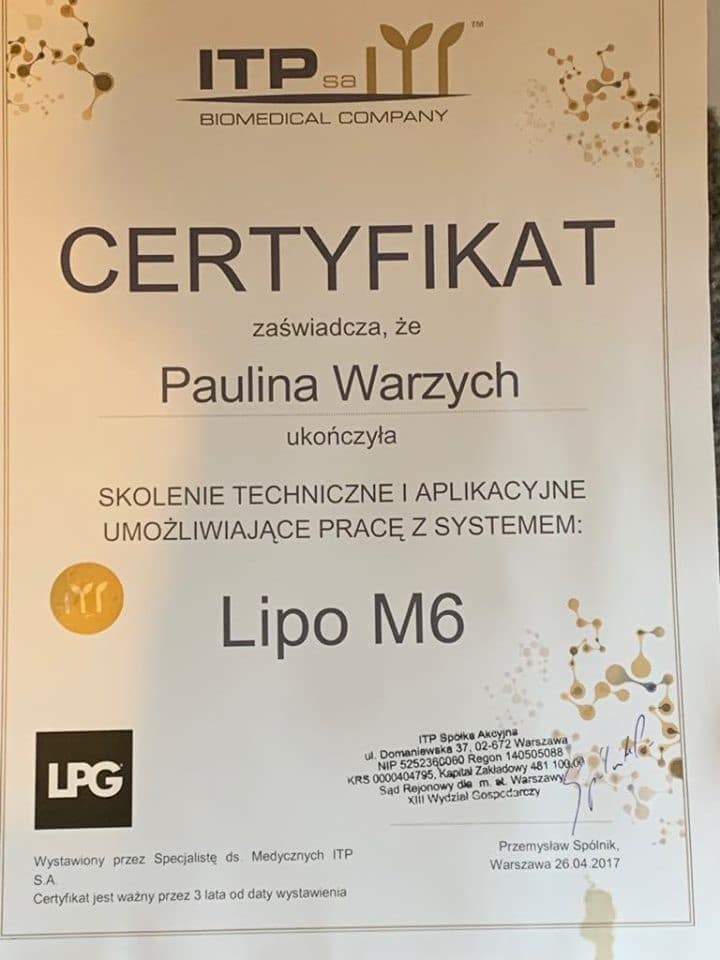 ITP sa
TM
BIOMEDICAL COMPANY
CERTYFIKAT
zaświadcza, że
Paulina Warzych
ukończyła
SKOLENIE TECHNICZNE I APLIKACYJNE
UMOŻLIWIAJĄCE PRACĘ Z SYSTEMEM:
Lipo M6
LPG
ITP Spółka Akcyjna
ul. Domaniewska 37, 02-672 Warszawa
NIP 5252360060 Regon 140505088
KRS 0000404795, Kapitał Zakładowy 481 100,00
Sąd Rejonowy dla m. st. Warszawy
XIII Wydział Gospodarczy
Przemysław Spólnik,
Warszawa 26.04.2017
Wystawiony przez Specjalistę ds. Medycznych ITP
S.A.
Certyfikat jest ważny przez 3 lata od daty wystawienia